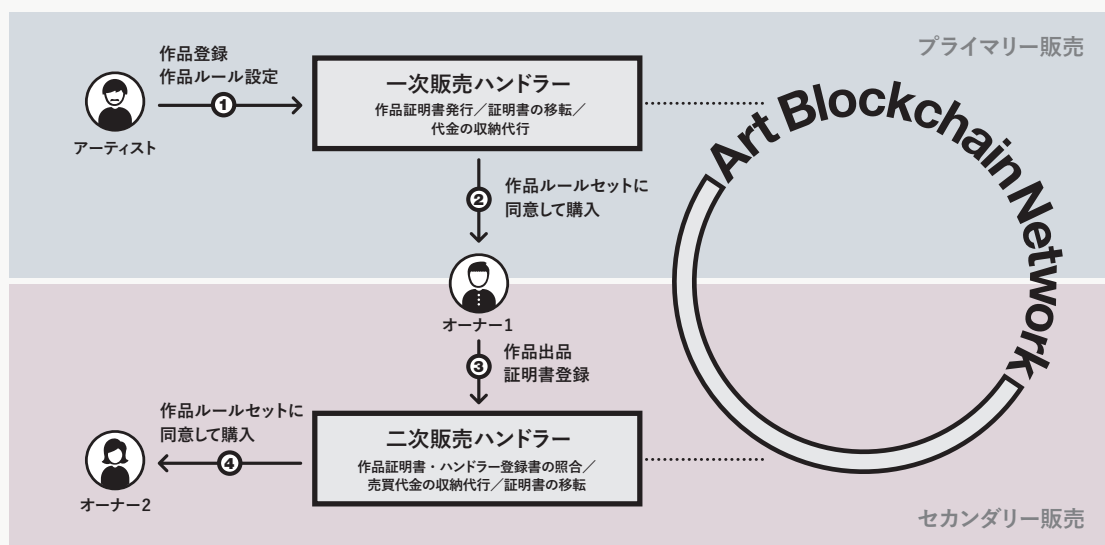 プライマリー販売
作品登録
作品ルール設定
①
アーティスト
一次販売ハンドラー
作品証明書発行／証明書の移転／
代金の収納代行
Art Blockchain Network
②
作品ルールセットに
同意して購入
オーナー1
③
作品出品
証明書登録
作品ルールセットに
同意して購入
④
オーナー2
二次販売ハンドラー
作品証明書・ハンドラー登録書の照合／
売買代金の収納代行／証明書の移転
セカンダリー販売